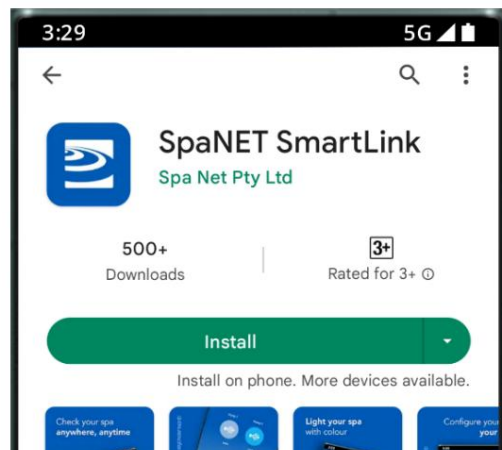 3:29 5G
SpaNET SmartLink
Spa Net Pty Ltd
500+ 3+
Downloads Rated for 3+
Install
Install on phone. More devices available.
Check your spa Light your spa Configure you
anywhere, anytime with colour your